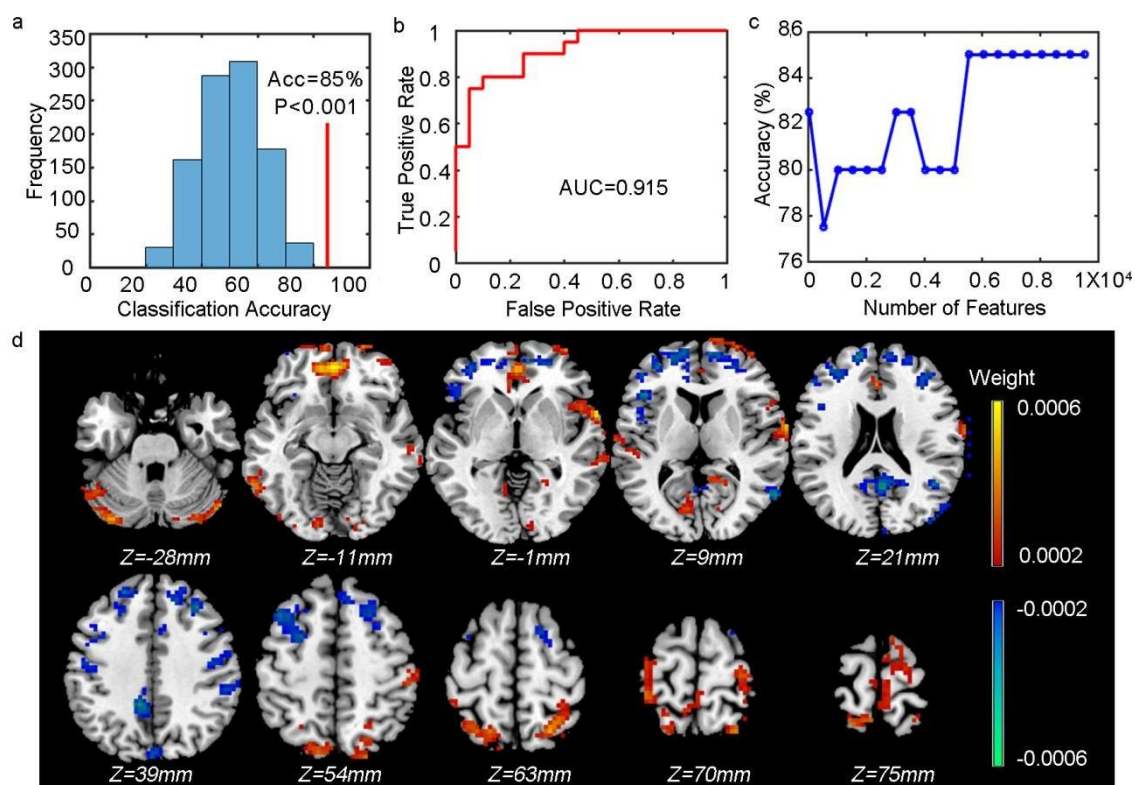 a
350
300
250
200
150
100
50
0
Frequency
Acc=85%
P<0.001
0 20 40 60 80 100
Classification Accuracy
b
1
0.8
0.6
0.4
0.2
0
True Positive Rate
AUC=0.915
0 0.2 0.4 0.6 0.8 1
False Positive Rate
c
86
84
82
80
78
76
Accuracy (%)
0 0.2 0.4 0.6 0.8 1X10⁴
Number of Features
d
Weight
0.0006
0.0002
-0.0002
-0.0006
Z=-28mm Z=-11mm Z=-1mm Z=9mm Z=21mm
Z=39mm Z=54mm Z=63mm Z=70mm Z=75mm